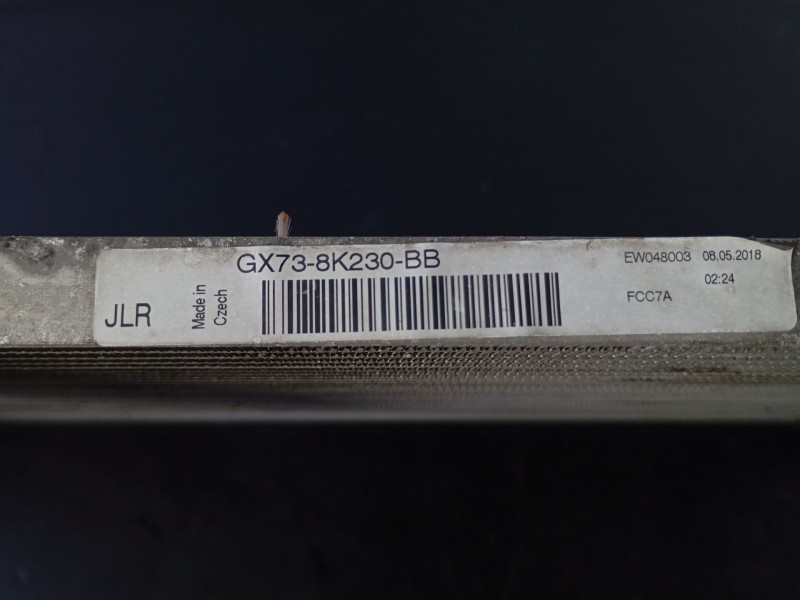 JLR
Made in
Czech
GX73-8K230-BB
EW048003 08.05.2018
02:24
FCC7A